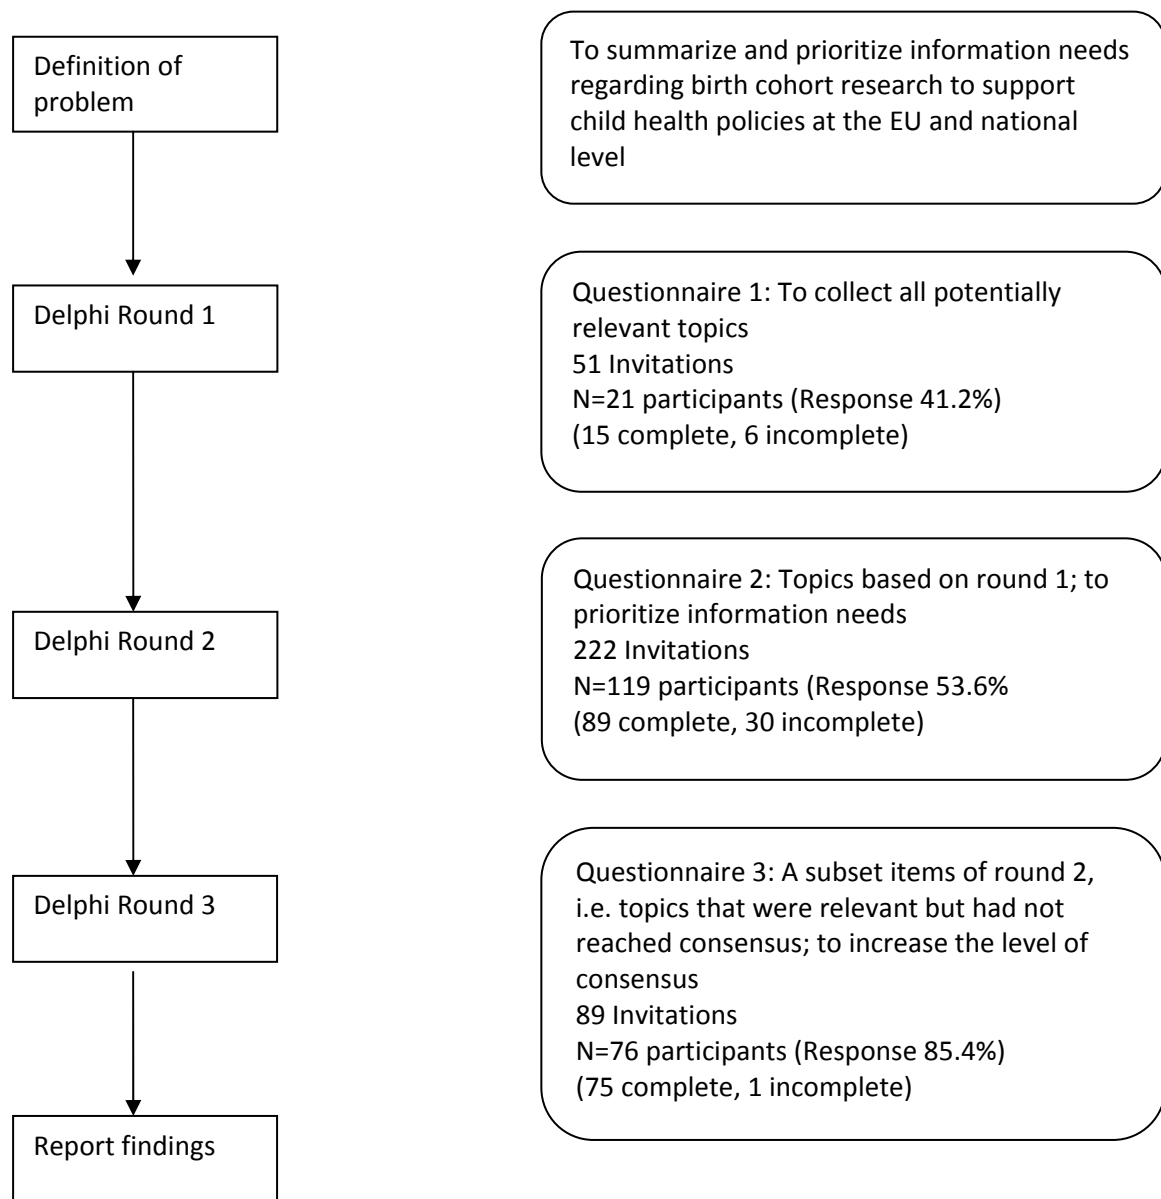 Definition of
problem
To summarize and prioritize information needs
regarding birth cohort research to support
child health policies at the EU and national
level
Delphi Round 1
Questionnaire 1: To collect all potentially
relevant topics
51 Invitations
N=21 participants (Response 41.2%)
(15 complete, 6 incomplete)
Delphi Round 2
Questionnaire 2: Topics based on round 1; to
prioritize information needs
222 Invitations
N=119 participants (Response 53.6%
(89 complete, 30 incomplete)
Delphi Round 3
Questionnaire 3: A subset items of round 2,
i.e. topics that were relevant but had not
reached consensus; to increase the level of
consensus
89 Invitations
N=76 participants (Response 85.4%)
(75 complete, 1 incomplete)
Report findings